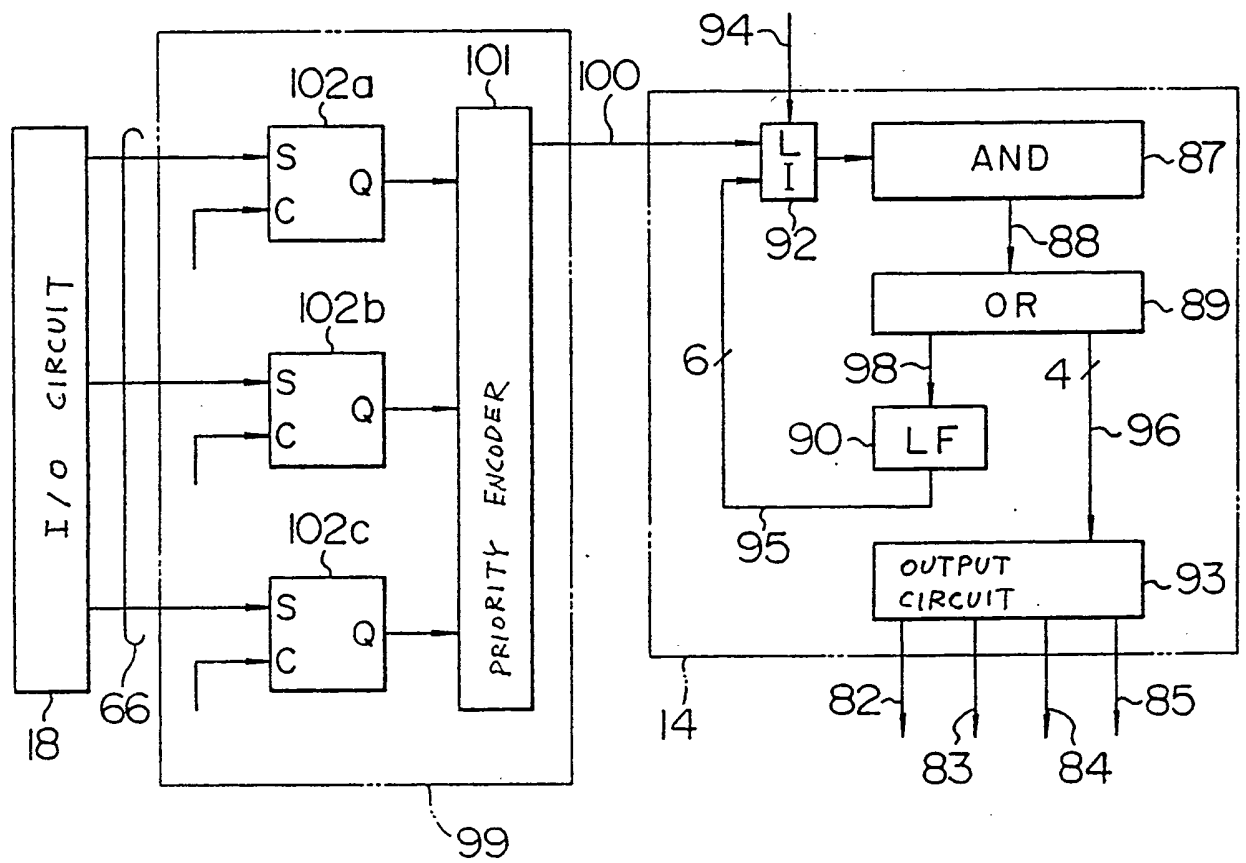 94
101
100
102a
S
Q
C
L
I
92
AND
87
88
OR
89
102b
S
Q
C
I/O CIRCUIT
PRIORITY ENCODER
6
98
4
90
LF
96
95
102c
S
Q
C
OUTPUT
CIRCUIT
93
18
66
99
14
82
83
84
85